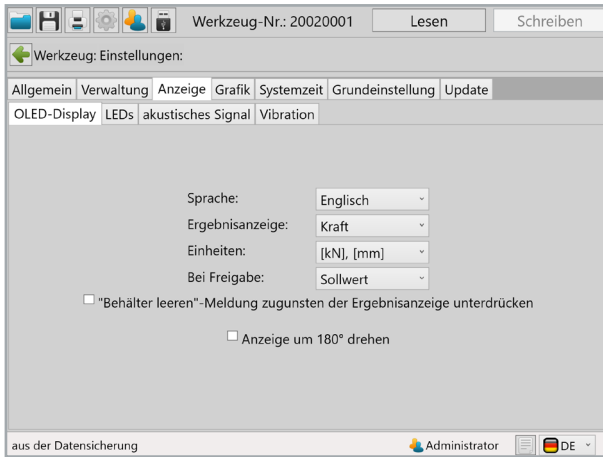 Werkzeug-Nr.: 20020001 Lesen Schreiben
Werkzeug: Einstellungen:
Allgemein Verwaltung Anzeige Grafik Systemzeit Grundeinstellung Update
OLED-Display LEDs akustisches Signal Vibration
Sprache: Englisch
Ergebnisanzeige: Kraft
Einheiten: [kN], [mm]
Bei Freigabe: Sollwert
"Behälter leeren"-Meldung zugunsten der Ergebnisanzeige unterdrücken
Anzeige um 180° drehen
aus der Datensicherung Administrator DE